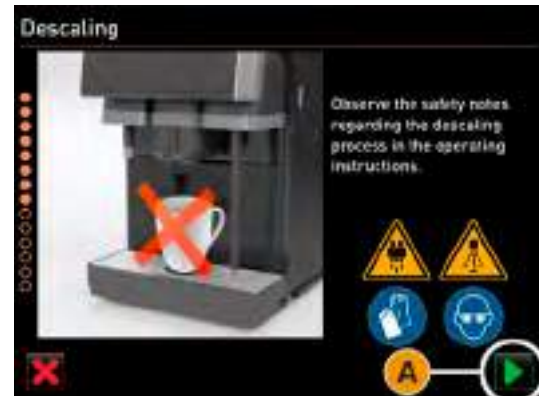 Descaling
Observe the safety notes
regarding the descaling
process in the operating
instructions.
A